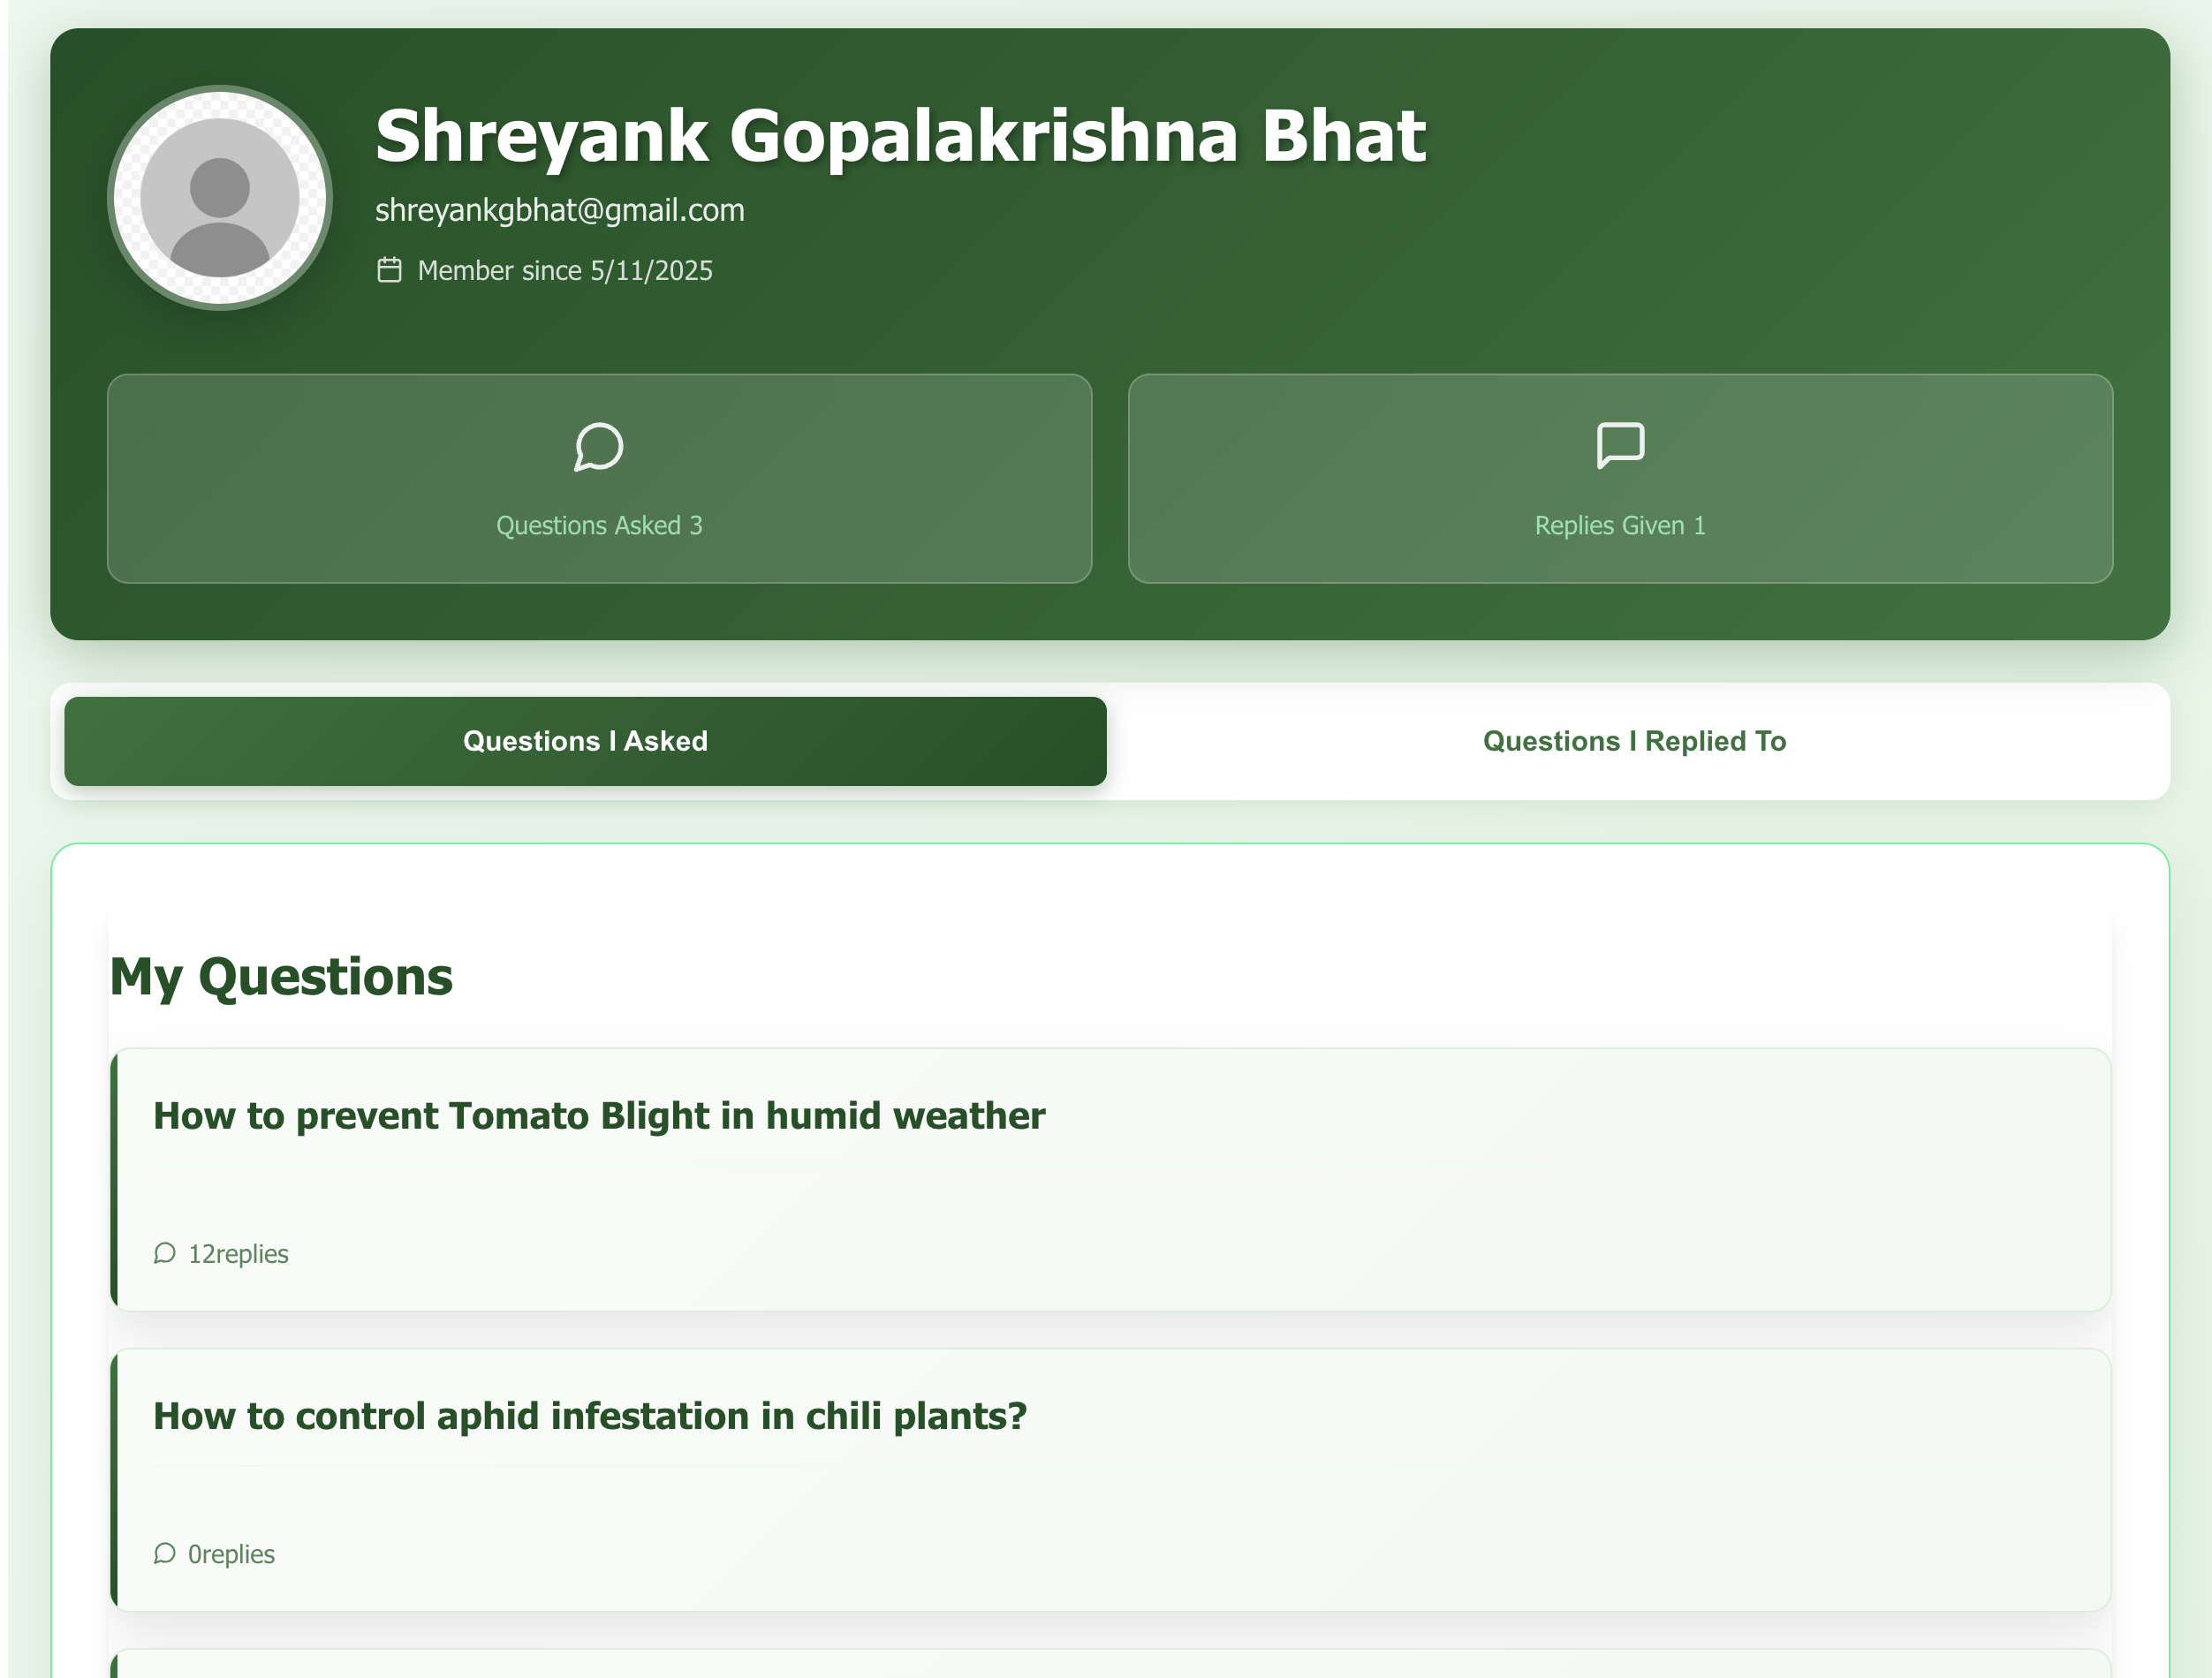 Shreyank Gopalakrishna Bhat
shreyankgbhat@gmail.com
Member since 5/11/2025
Questions Asked 3
Replies Given 1
Questions I Asked
Questions I Replied To
My Questions
How to prevent Tomato Blight in humid weather
12replies
How to control aphid infestation in chili plants?
0replies